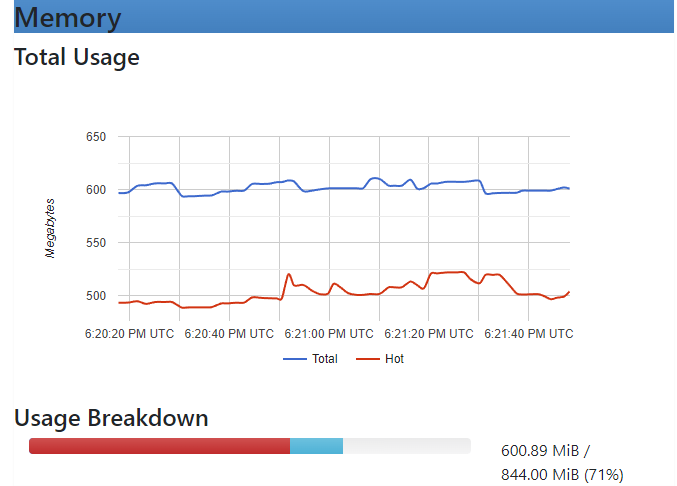 Memory
Total Usage
650
600
550
500
Megabytes
6:20:20 PM UTC 6:20:40 PM UTC 6:21:00 PM UTC 6:21:20 PM UTC 6:21:40 PM UTC
Total Hot
Usage Breakdown
600.89 MiB /
844.00 MiB (71%)